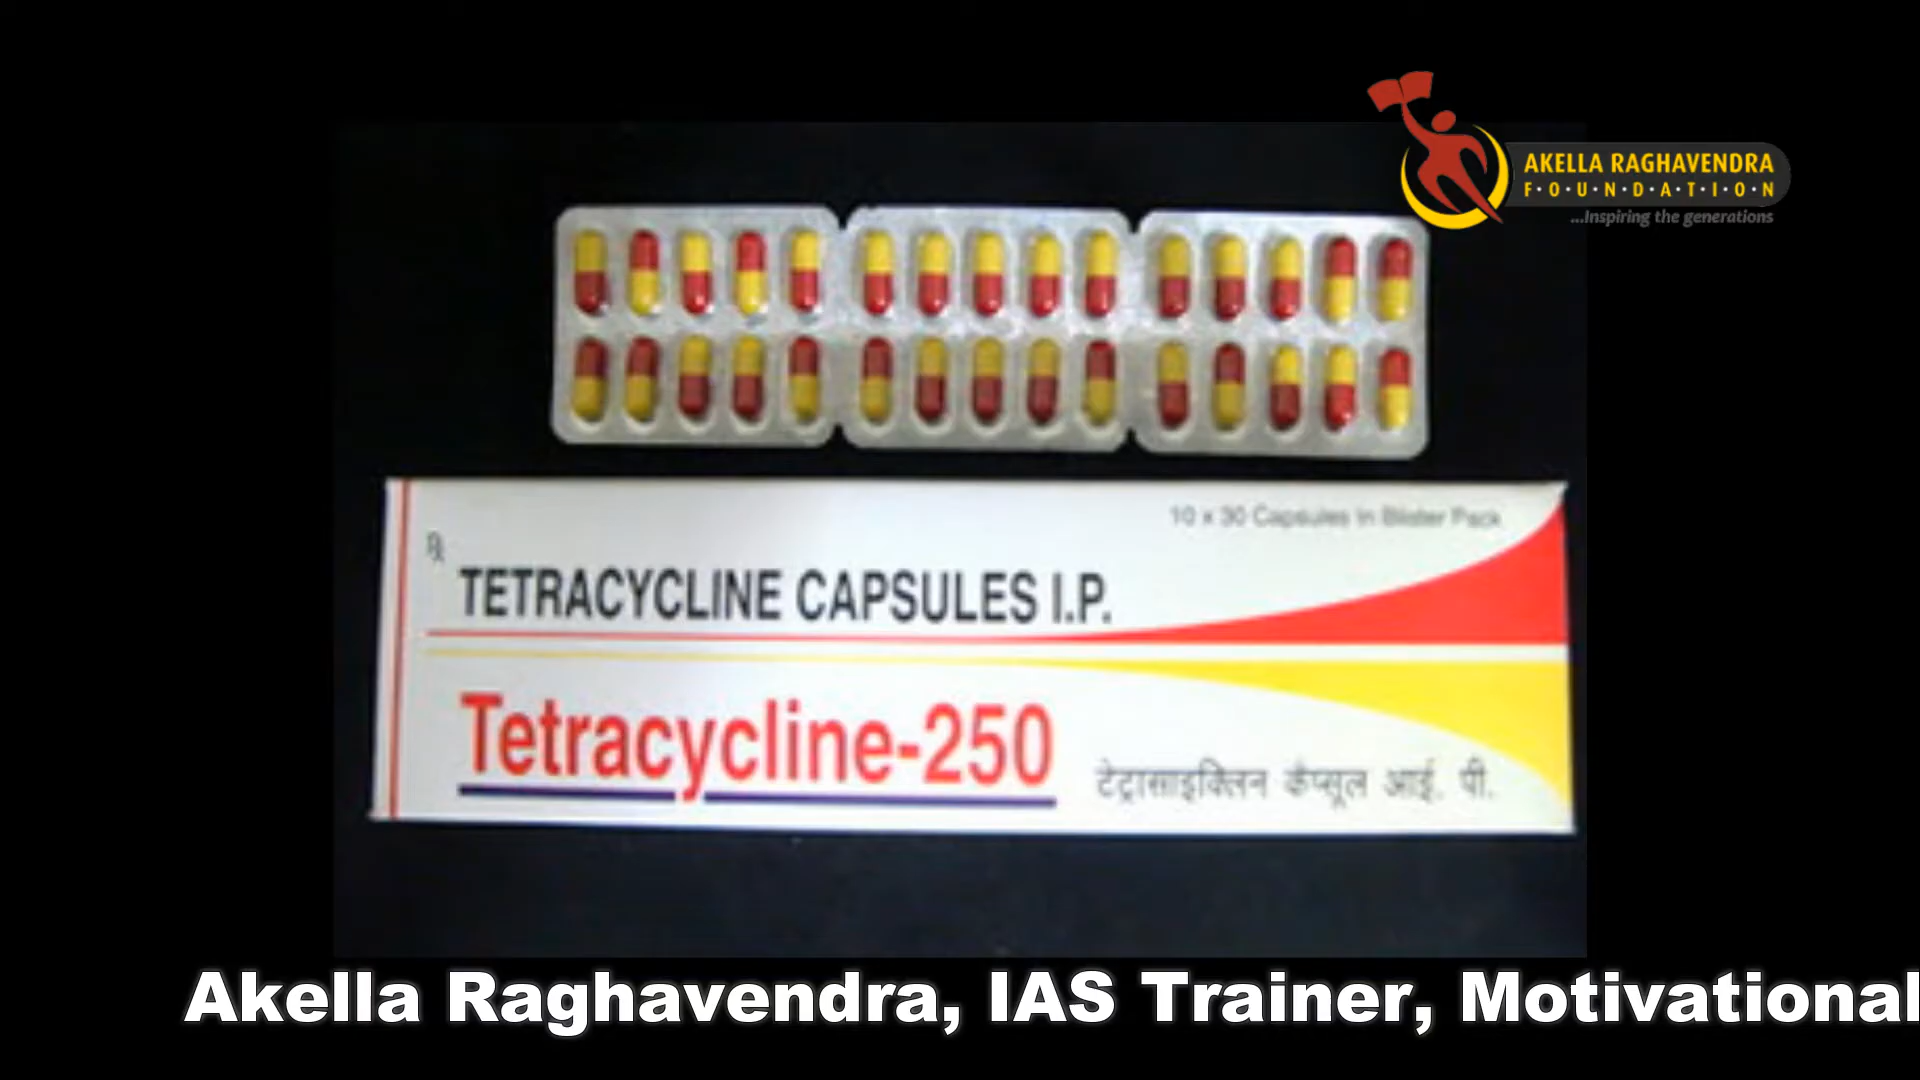 AKELLA RAGHAVENDRA
F·O·U·N·D·A·T·I·O·N
...Inspiring the generations
10 x 30 Capsules in Blister Pack
Rx
TETRACYCLINE CAPSULES I.P.
Tetracycline-250
टेट्रासाइक्लिन कैप्सूल आई. पी.
Akella Raghavendra, IAS Trainer, Motivational